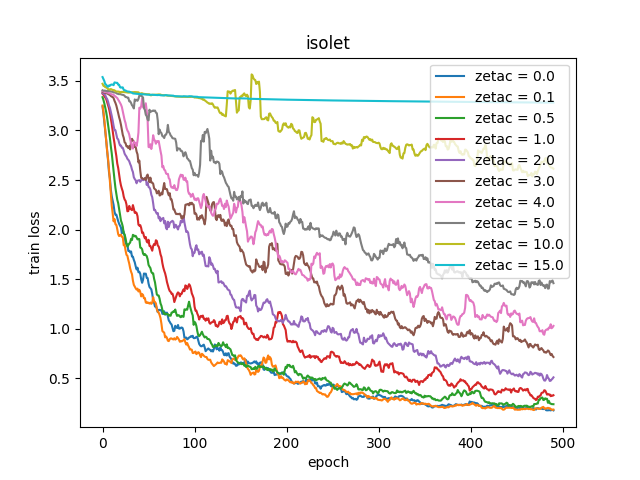 isolet
train loss
3.5
3.0
2.5
2.0
1.5
1.0
0.5
zetac = 0.0
zetac = 0.1
zetac = 0.5
zetac = 1.0
zetac = 2.0
zetac = 3.0
zetac = 4.0
zetac = 5.0
zetac = 10.0
zetac = 15.0
0 100 200 300 400 500
epoch